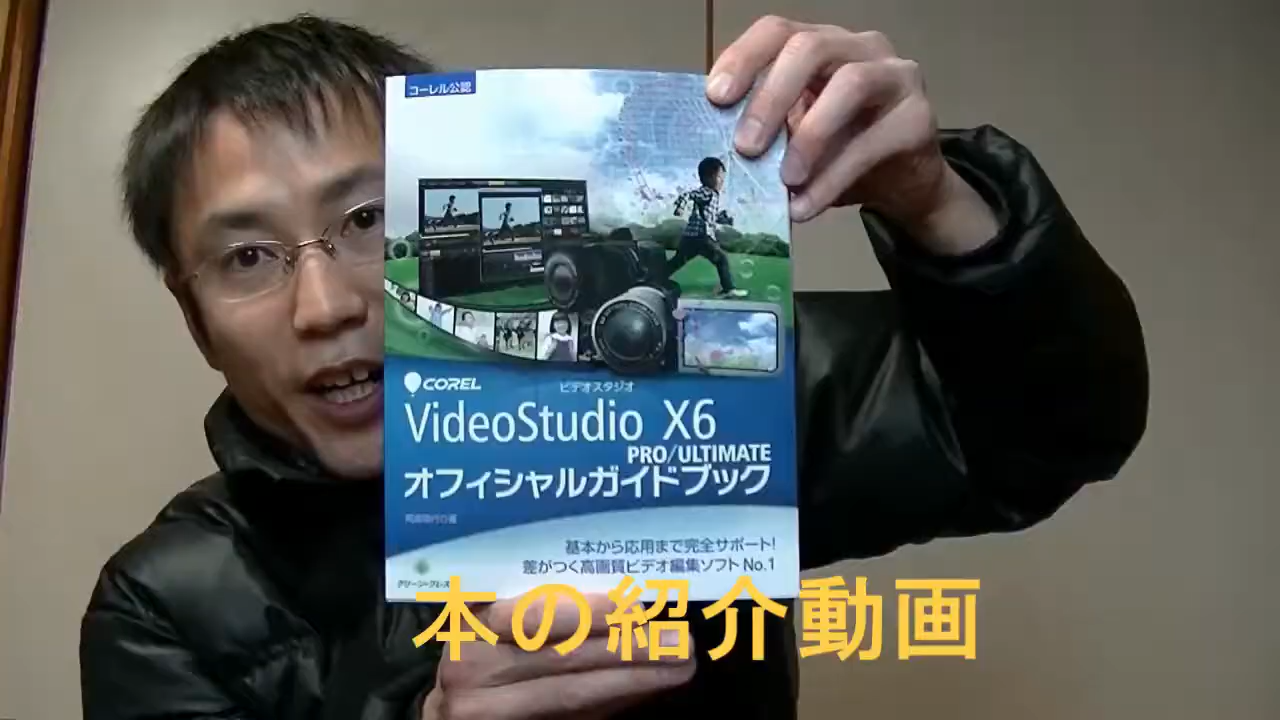 コーレル公認
COREL
ビデオスタジオ
VideoStudio X6
PRO/ULTIMATE
オフィシャルガイドブック
基本から応用まで完全サポート!
差がつく高画質ビデオ編集ソフト No.1
本の紹介動画